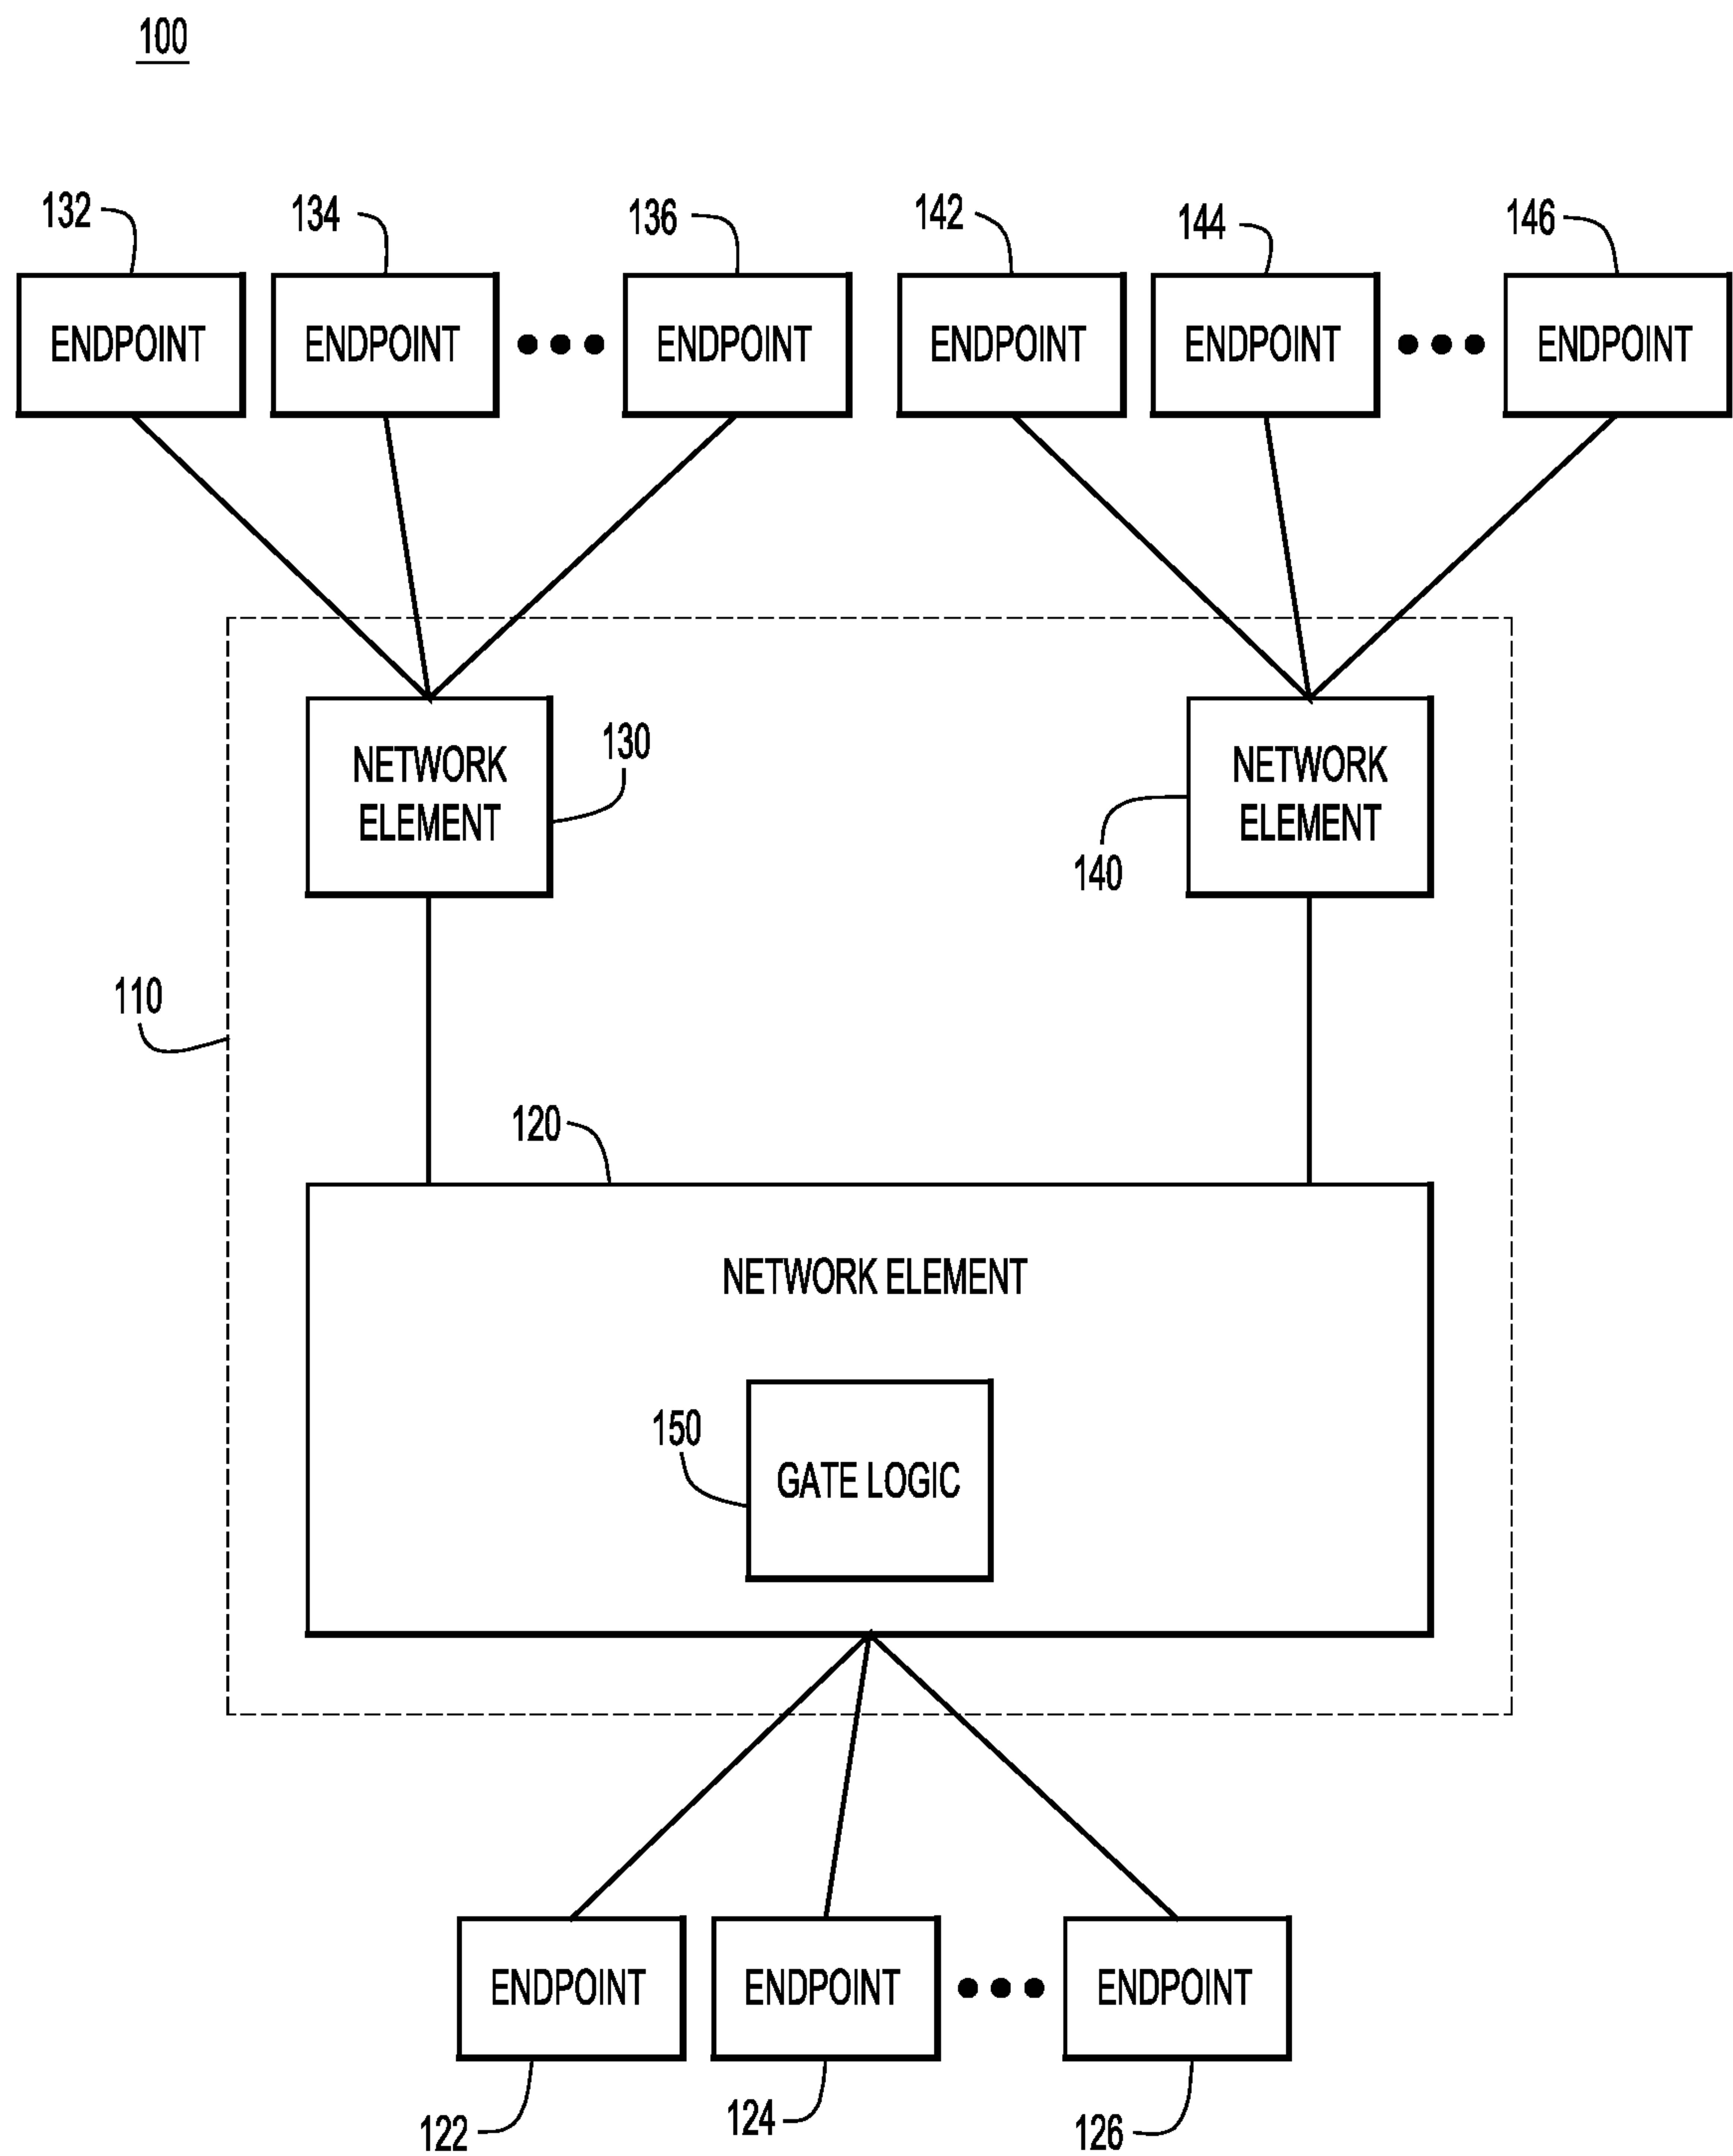 100
132
134
136
142
144
146
ENDPOINT
ENDPOINT
ENDPOINT
ENDPOINT
ENDPOINT
ENDPOINT
NETWORK
ELEMENT
130
NETWORK
ELEMENT
140
110
120
NETWORK ELEMENT
150
GATE LOGIC
ENDPOINT
ENDPOINT
ENDPOINT
122
124
126